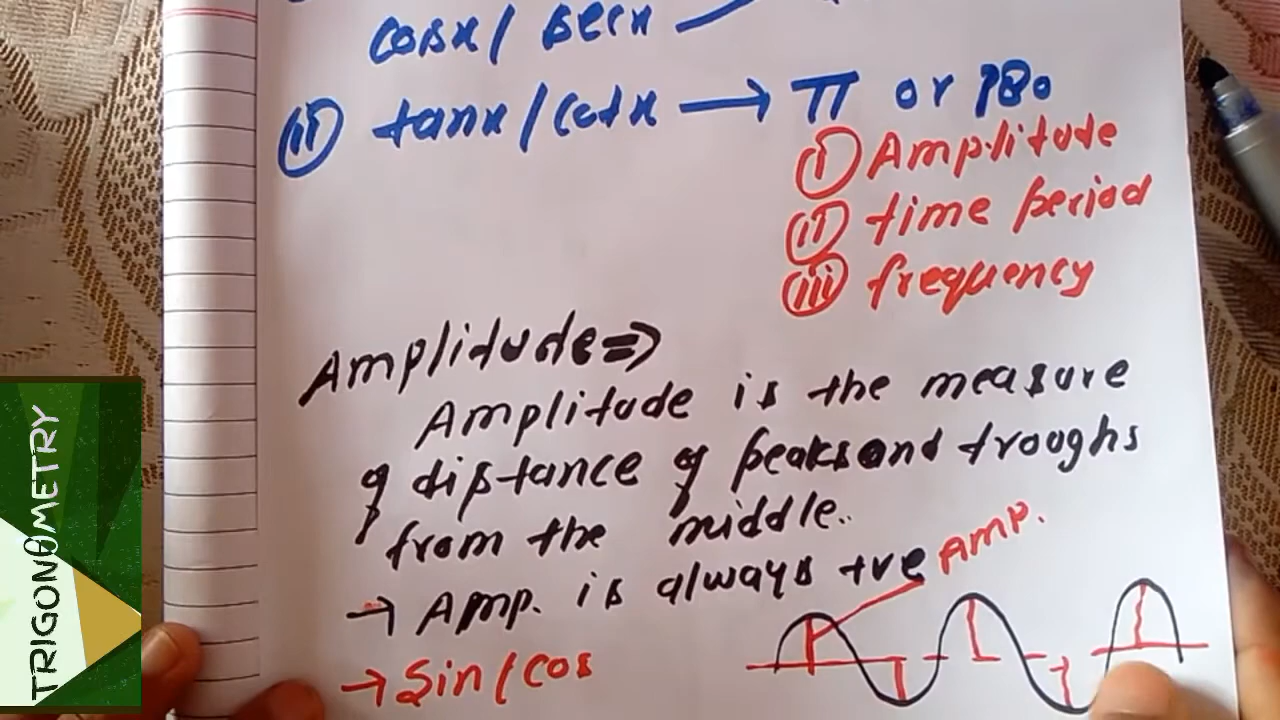 cosx / secx
(ii) tanx / cotx → π or 180
(i) Amplitude
(ii) time period
(iii) frequency
Amplitude ⇒
Amplitude is the measure
of distance of peaks and troughs
from the middle..
→ Amp. is always +ve
Amp.
→ Sin / cos
TRIGONθMETRY